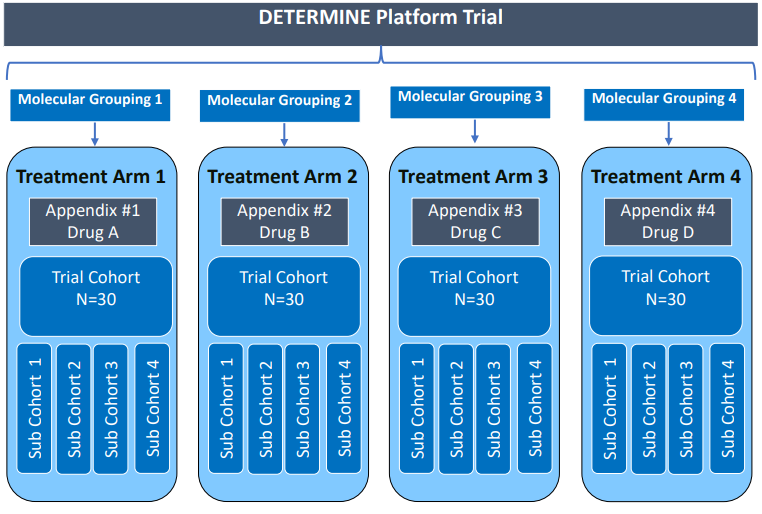 DETERMINE Platform Trial
Molecular Grouping 1
Molecular Grouping 2
Molecular Grouping 3
Molecular Grouping 4
Treatment Arm 1
Appendix #1
Drug A
Trial Cohort
N=30
Sub Cohort 1
Sub Cohort 2
Sub Cohort 3
Sub Cohort 4
Treatment Arm 2
Appendix #2
Drug B
Trial Cohort
N=30
Sub Cohort 1
Sub Cohort 2
Sub Cohort 3
Sub Cohort 4
Treatment Arm 3
Appendix #3
Drug C
Trial Cohort
N=30
Sub Cohort 1
Sub Cohort 2
Sub Cohort 3
Sub Cohort 4
Treatment Arm 4
Appendix #4
Drug D
Trial Cohort
N=30
Sub Cohort 1
Sub Cohort 2
Sub Cohort 3
Sub Cohort 4